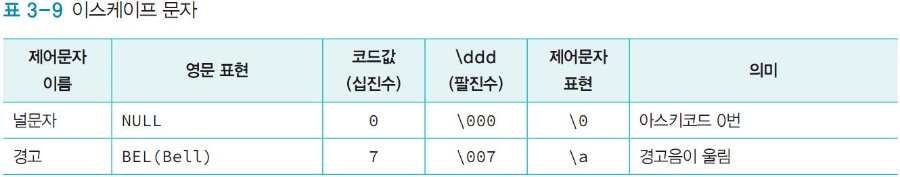 표 3-9 이스케이프 문자
제어문자 이름 영문 표현 코드값 (십진수) \ddd (팔진수) 제어문자 표현 의미
널문자 NULL 0 \000 \0 아스키코드 0번
경고 BEL(Bell) 7 \007 \a 경고음이 울림